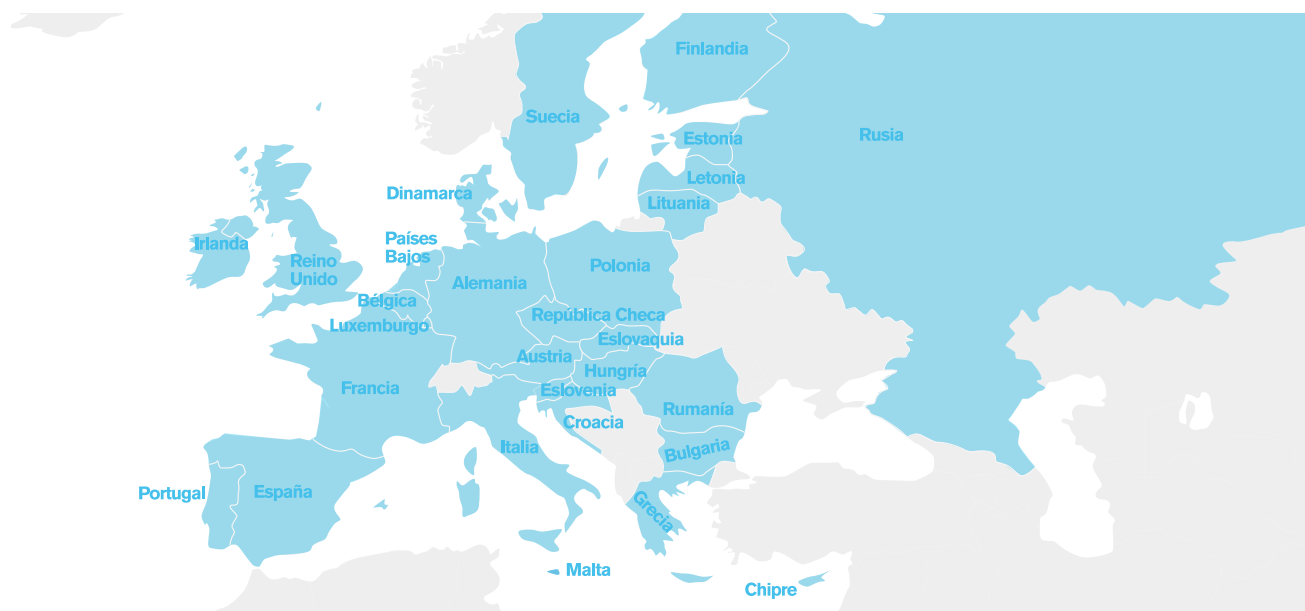 Finlandia
Suecia
Rusia
Estonia
Letonia
Dinamarca
Lituania
Países
Bajos
Irlanda
Reino
Unido
Polonia
Alemania
Bélgica
República Checa
Luxemburgo
Eslovaquia
Austria
Hungría
Francia
Eslovenia
Rumanía
Croacia
Italia
Bulgaria
Portugal
España
Grecia
Malta
Chipre